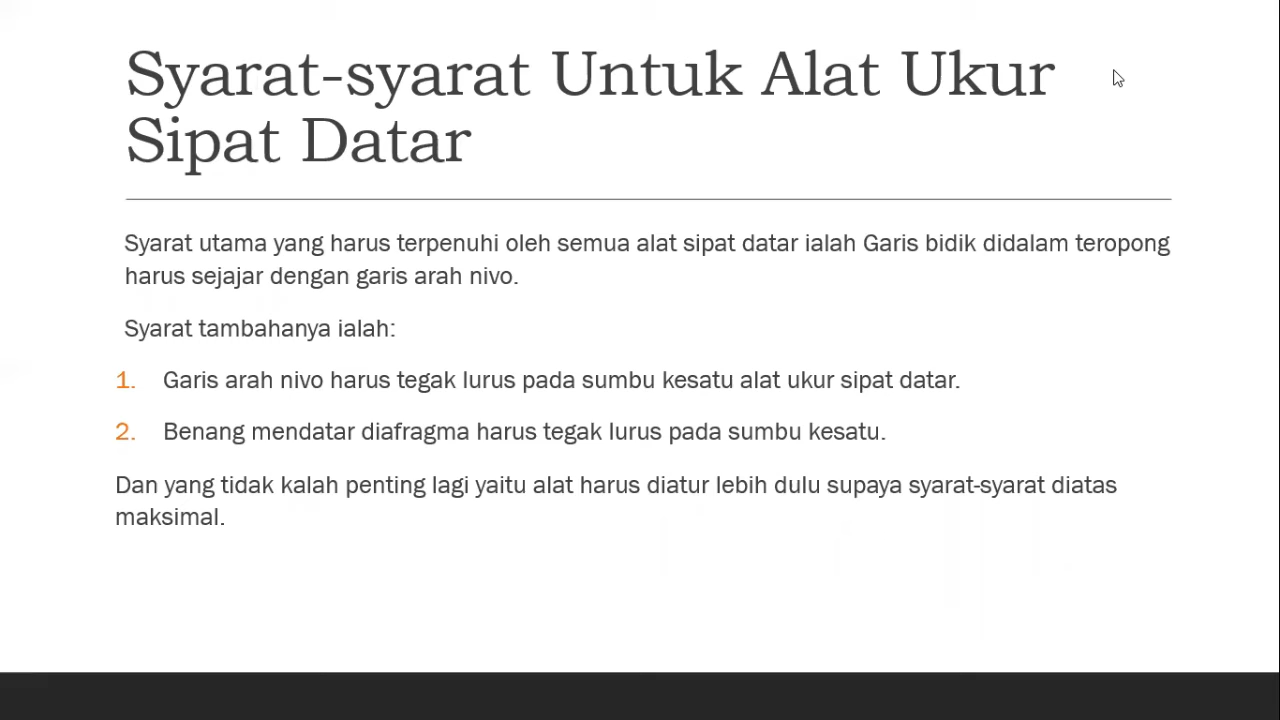 Syarat-syarat Untuk Alat Ukur
Sipat Datar
Syarat utama yang harus terpenuhi oleh semua alat sipat datar ialah Garis bidik didalam teropong
harus sejajar dengan garis arah nivo.
Syarat tambahanya ialah:
1. Garis arah nivo harus tegak lurus pada sumbu kesatu alat ukur sipat datar.
2. Benang mendatar diafragma harus tegak lurus pada sumbu kesatu.
Dan yang tidak kalah penting lagi yaitu alat harus diatur lebih dulu supaya syarat-syarat diatas
maksimal.